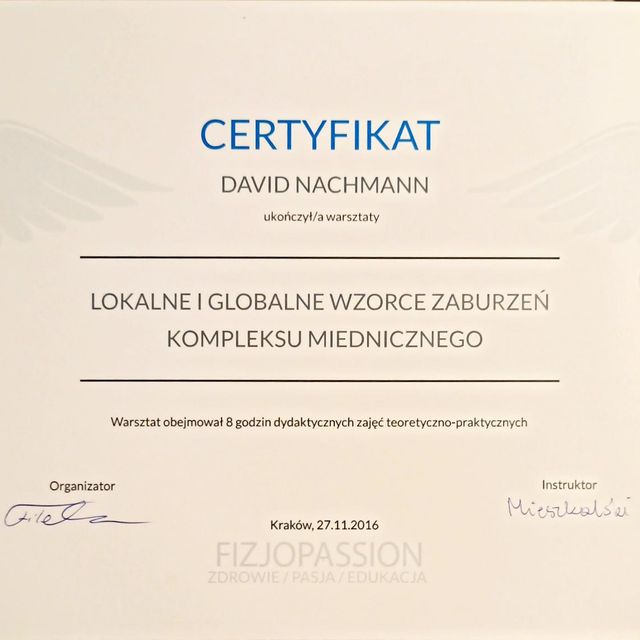 CERTYFIKAT
DAVID NACHMANN
ukończył/a warsztaty
LOKALNE I GLOBALNE WZORCE ZABURZEŃ
KOMPLEKSU MIEDNICZNEGO
Warsztat obejmował 8 godzin dydaktycznych zajęć teoretyczno-praktycznych
Organizator
Instruktor
Mieszkalski
Kraków, 27.11.2016
FIZJOPASSION
ZDROWIE / PASJA / EDUKACJA